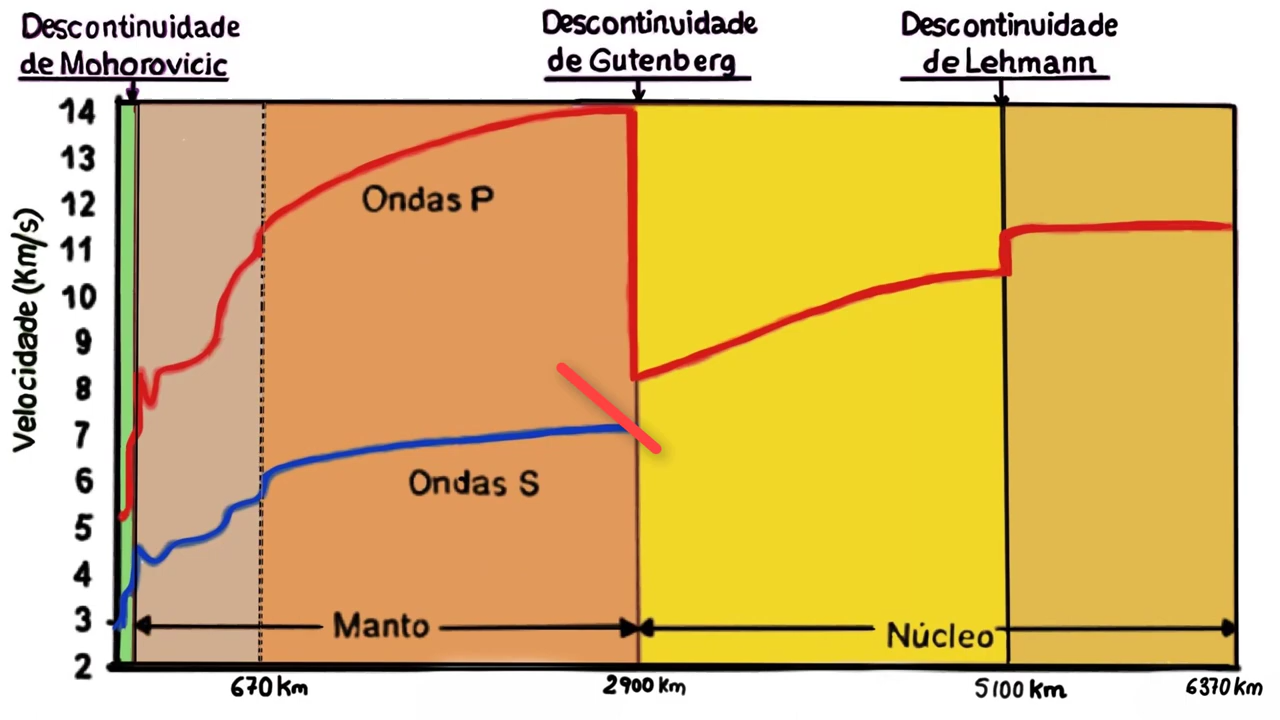 Descontinuidade
de Mohorovicic
Descontinuidade
de Gutenberg
Descontinuidade
de Lehmann
Velocidade (Km/s)
14
13
12
11
10
9
8
7
6
5
4
3
2
Ondas P
Ondas S
Manto
Núcleo
670 km
2900 km
5100 km
6370 km